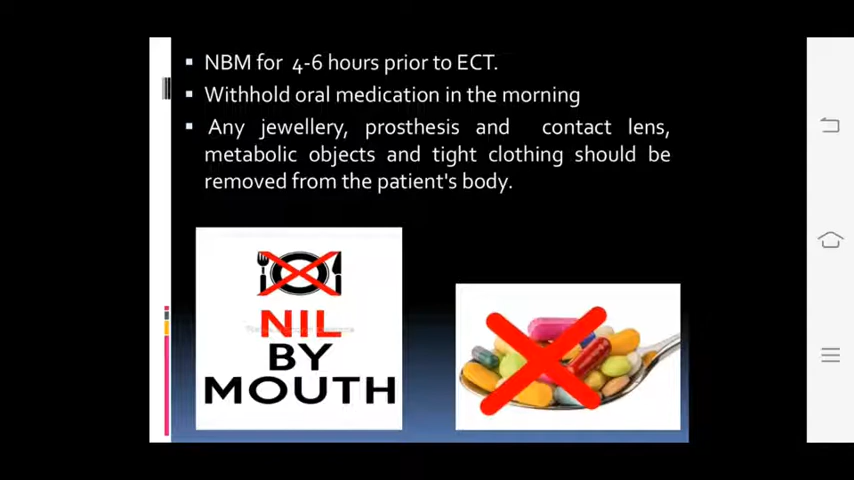 NBM for 4-6 hours prior to ECT.
Withhold oral medication in the morning
Any jewellery, prosthesis and contact lens,
metabolic objects and tight clothing should be
removed from the patient's body.
NIL
BY
MOUTH